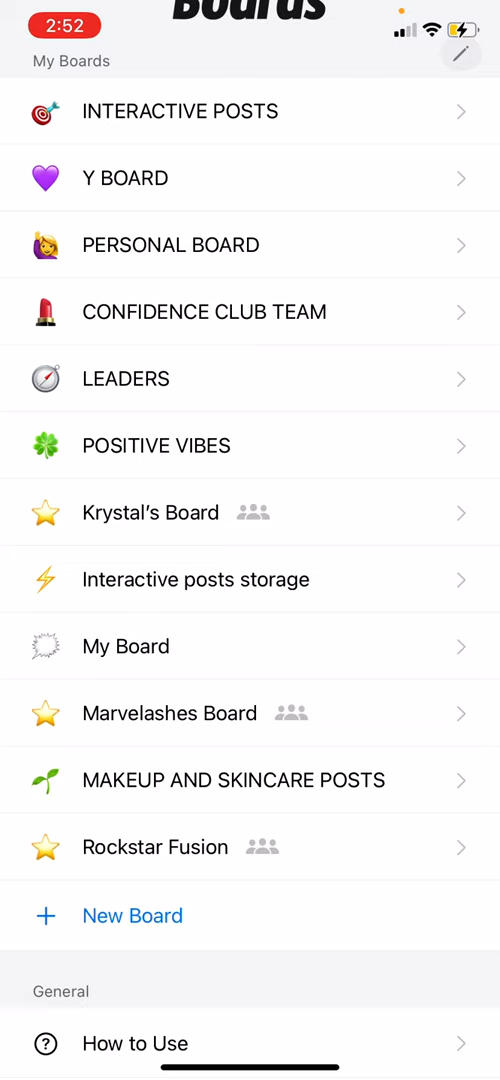 Boards
2:52
My Boards
INTERACTIVE POSTS
Y BOARD
PERSONAL BOARD
CONFIDENCE CLUB TEAM
LEADERS
POSITIVE VIBES
Krystal's Board
Interactive posts storage
My Board
Marvelashes Board
MAKEUP AND SKINCARE POSTS
Rockstar Fusion
New Board
General
How to Use